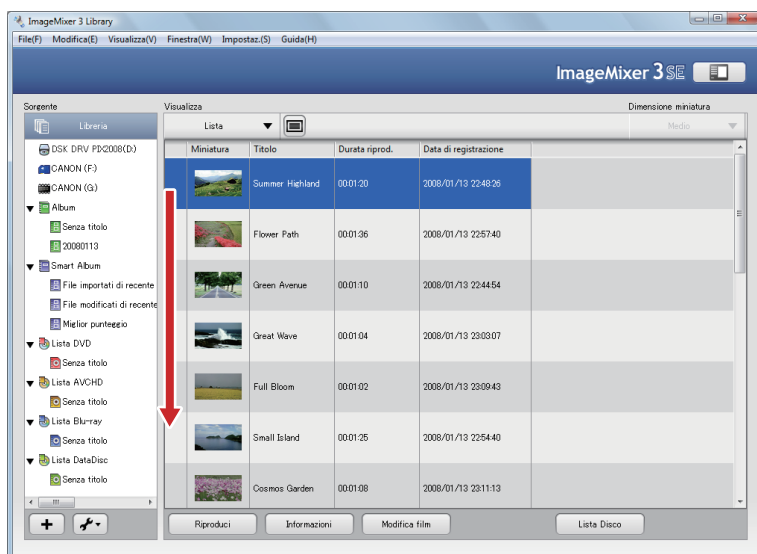 ImageMixer 3 Library
File(F) Modifica(E) Visualizza(V) Finestra(W) Impostaz.(S) Guida(H)
ImageMixer 3 SE
Sorgente Visualizza Dimensione miniatura
Libreria Lista Medio
DSK DRV PDX2008(D:)
CANON (F:)
CANON (G:)
Album
Senza titolo
20080113
Smart Album
File importati di recente
File modificati di recente
Miglior punteggio
Lista DVD
Senza titolo
Lista AVCHD
Senza titolo
Lista Blu-ray
Senza titolo
Lista DataDisc
Senza titolo
Miniatura Titolo Durata riprod. Data di registrazione
Summer Highland 00:01:20 2008/01/13 22:48:26
Flower Path 00:01:36 2008/01/13 22:57:40
Green Avenue 00:01:10 2008/01/13 22:44:54
Great Wave 00:01:04 2008/01/13 23:03:07
Full Bloom 00:01:02 2008/01/13 23:09:43
Small Island 00:01:25 2008/01/13 22:54:40
Cosmos Garden 00:01:08 2008/01/13 23:11:13
Riproduci Informazioni Modifica film Lista Disco